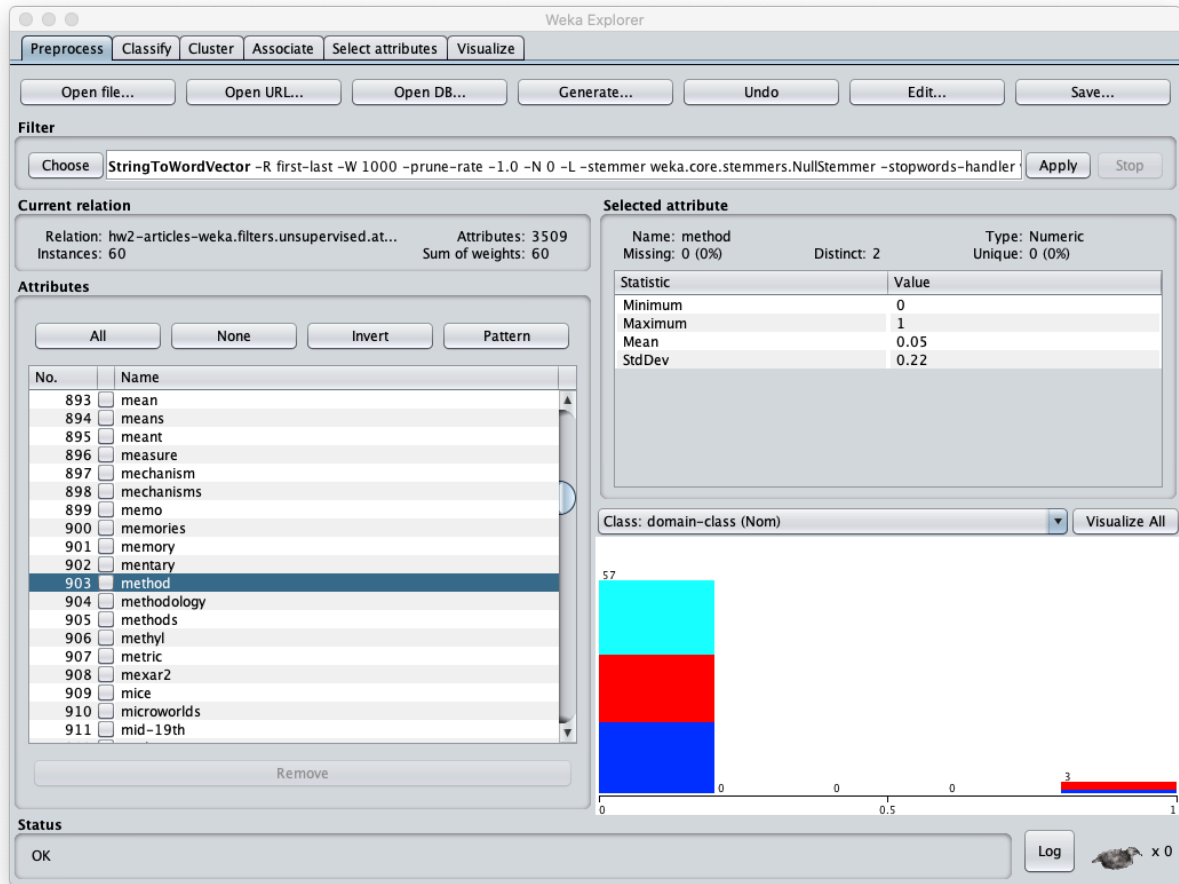 Weka Explorer
Preprocess Classify Cluster Associate Select attributes Visualize
Open file... Open URL... Open DB... Generate... Undo Edit... Save...
Filter
Choose StringToWordVector -R first-last -W 1000 -prune-rate -1.0 -N 0 -L -stemmer weka.core.stemmers.NullStemmer -stopwords-handler Apply Stop
Current relation
Relation: hw2-articles-weka.filters.unsupervised.at... Attributes: 3509
Instances: 60 Sum of weights: 60
Attributes
All None Invert Pattern
No. Name
893 mean
894 means
895 meant
896 measure
897 mechanism
898 mechanisms
899 memo
900 memories
901 memory
902 mentary
903 method
904 methodology
905 methods
906 methyl
907 metric
908 mexar2
909 mice
910 microworlds
911 mid-19th
Remove
Selected attribute
Name: method Type: Numeric
Missing: 0 (0%) Distinct: 2 Unique: 0 (0%)
Statistic Value
Minimum 0
Maximum 1
Mean 0.05
StdDev 0.22
Class: domain-class (Nom) Visualize All
57
0 0 0 3
0 0.5 1
Status
OK
Log x 0